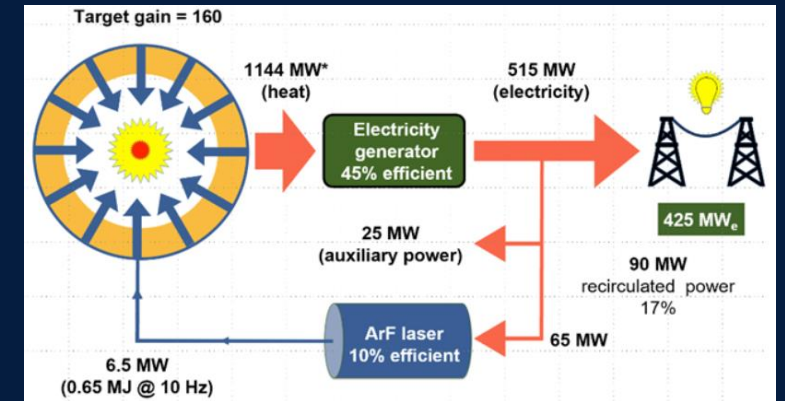 Target gain = 160
1144 MW*
(heat)
Electricity
generator
45% efficient
515 MW
(electricity)
425 MWe
25 MW
(auxiliary power)
90 MW
recirculated power
17%
ArF laser
10% efficient
65 MW
6.5 MW
(0.65 MJ @ 10 Hz)